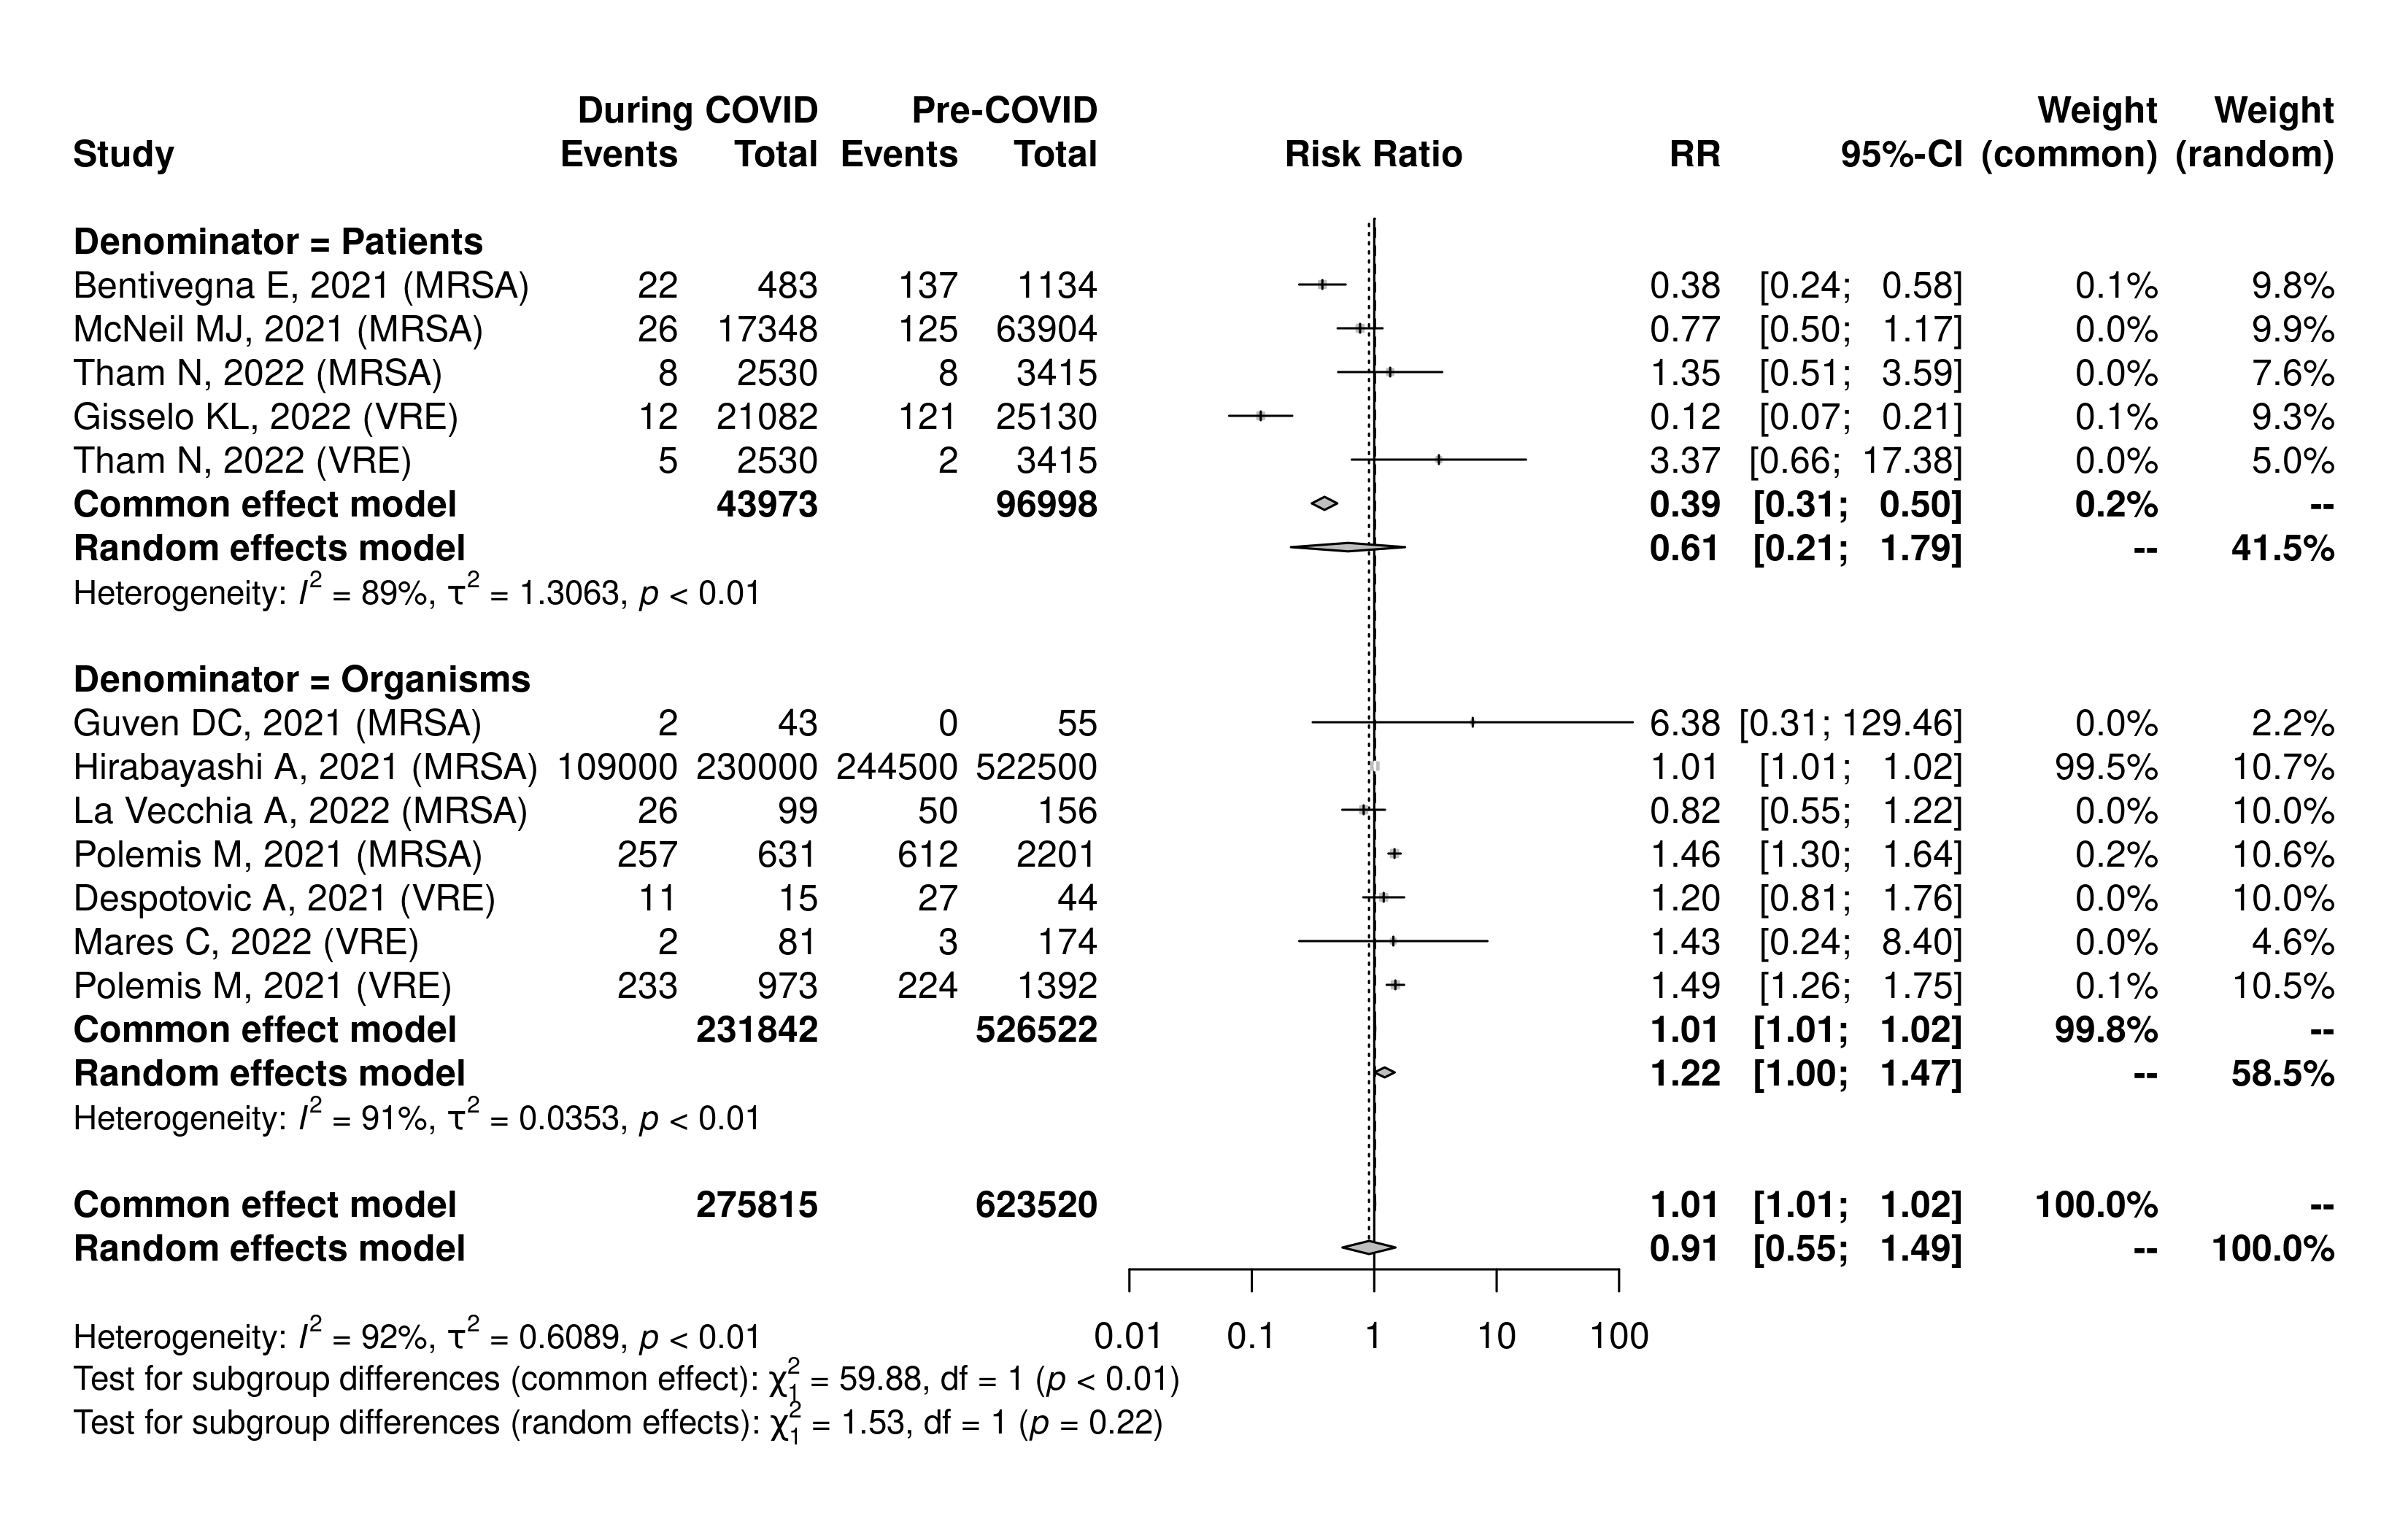 During COVID Pre-COVID Weight Weight
Study Events Total Events Total Risk Ratio RR 95%-CI (common) (random)
Denominator = Patients
Bentivegna E, 2021 (MRSA) 22 483 137 1134 0.38 [0.24; 0.58] 0.1% 9.8%
McNeil MJ, 2021 (MRSA) 26 17348 125 63904 0.77 [0.50; 1.17] 0.0% 9.9%
Tham N, 2022 (MRSA) 8 2530 8 3415 1.35 [0.51; 3.59] 0.0% 7.6%
Gisselo KL, 2022 (VRE) 12 21082 121 25130 0.12 [0.07; 0.21] 0.1% 9.3%
Tham N, 2022 (VRE) 5 2530 2 3415 3.37 [0.66; 17.38] 0.0% 5.0%
Common effect model 43973 96998 0.39 [0.31; 0.50] 0.2% --
Random effects model 0.61 [0.21; 1.79] -- 41.5%
Heterogeneity: I² = 89%, τ² = 1.3063, p < 0.01
Denominator = Organisms
Guven DC, 2021 (MRSA) 2 43 0 55 6.38 [0.31; 129.46] 0.0% 2.2%
Hirabayashi A, 2021 (MRSA) 109000 230000 244500 522500 1.01 [1.01; 1.02] 99.5% 10.7%
La Vecchia A, 2022 (MRSA) 26 99 50 156 0.82 [0.55; 1.22] 0.0% 10.0%
Polemis M, 2021 (MRSA) 257 631 612 2201 1.46 [1.30; 1.64] 0.2% 10.6%
Despotovic A, 2021 (VRE) 11 15 27 44 1.20 [0.81; 1.76] 0.0% 10.0%
Mares C, 2022 (VRE) 2 81 3 174 1.43 [0.24; 8.40] 0.0% 4.6%
Polemis M, 2021 (VRE) 233 973 224 1392 1.49 [1.26; 1.75] 0.1% 10.5%
Common effect model 231842 526522 1.01 [1.01; 1.02] 99.8% --
Random effects model 1.22 [1.00; 1.47] -- 58.5%
Heterogeneity: I² = 91%, τ² = 0.0353, p < 0.01
Common effect model 275815 623520 1.01 [1.01; 1.02] 100.0% --
Random effects model 0.91 [0.55; 1.49] -- 100.0%
Heterogeneity: I² = 92%, τ² = 0.6089, p < 0.01 0.01 0.1 1 10 100
Test for subgroup differences (common effect): χ²₁ = 59.88, df = 1 (p < 0.01)
Test for subgroup differences (random effects): χ²₁ = 1.53, df = 1 (p = 0.22)